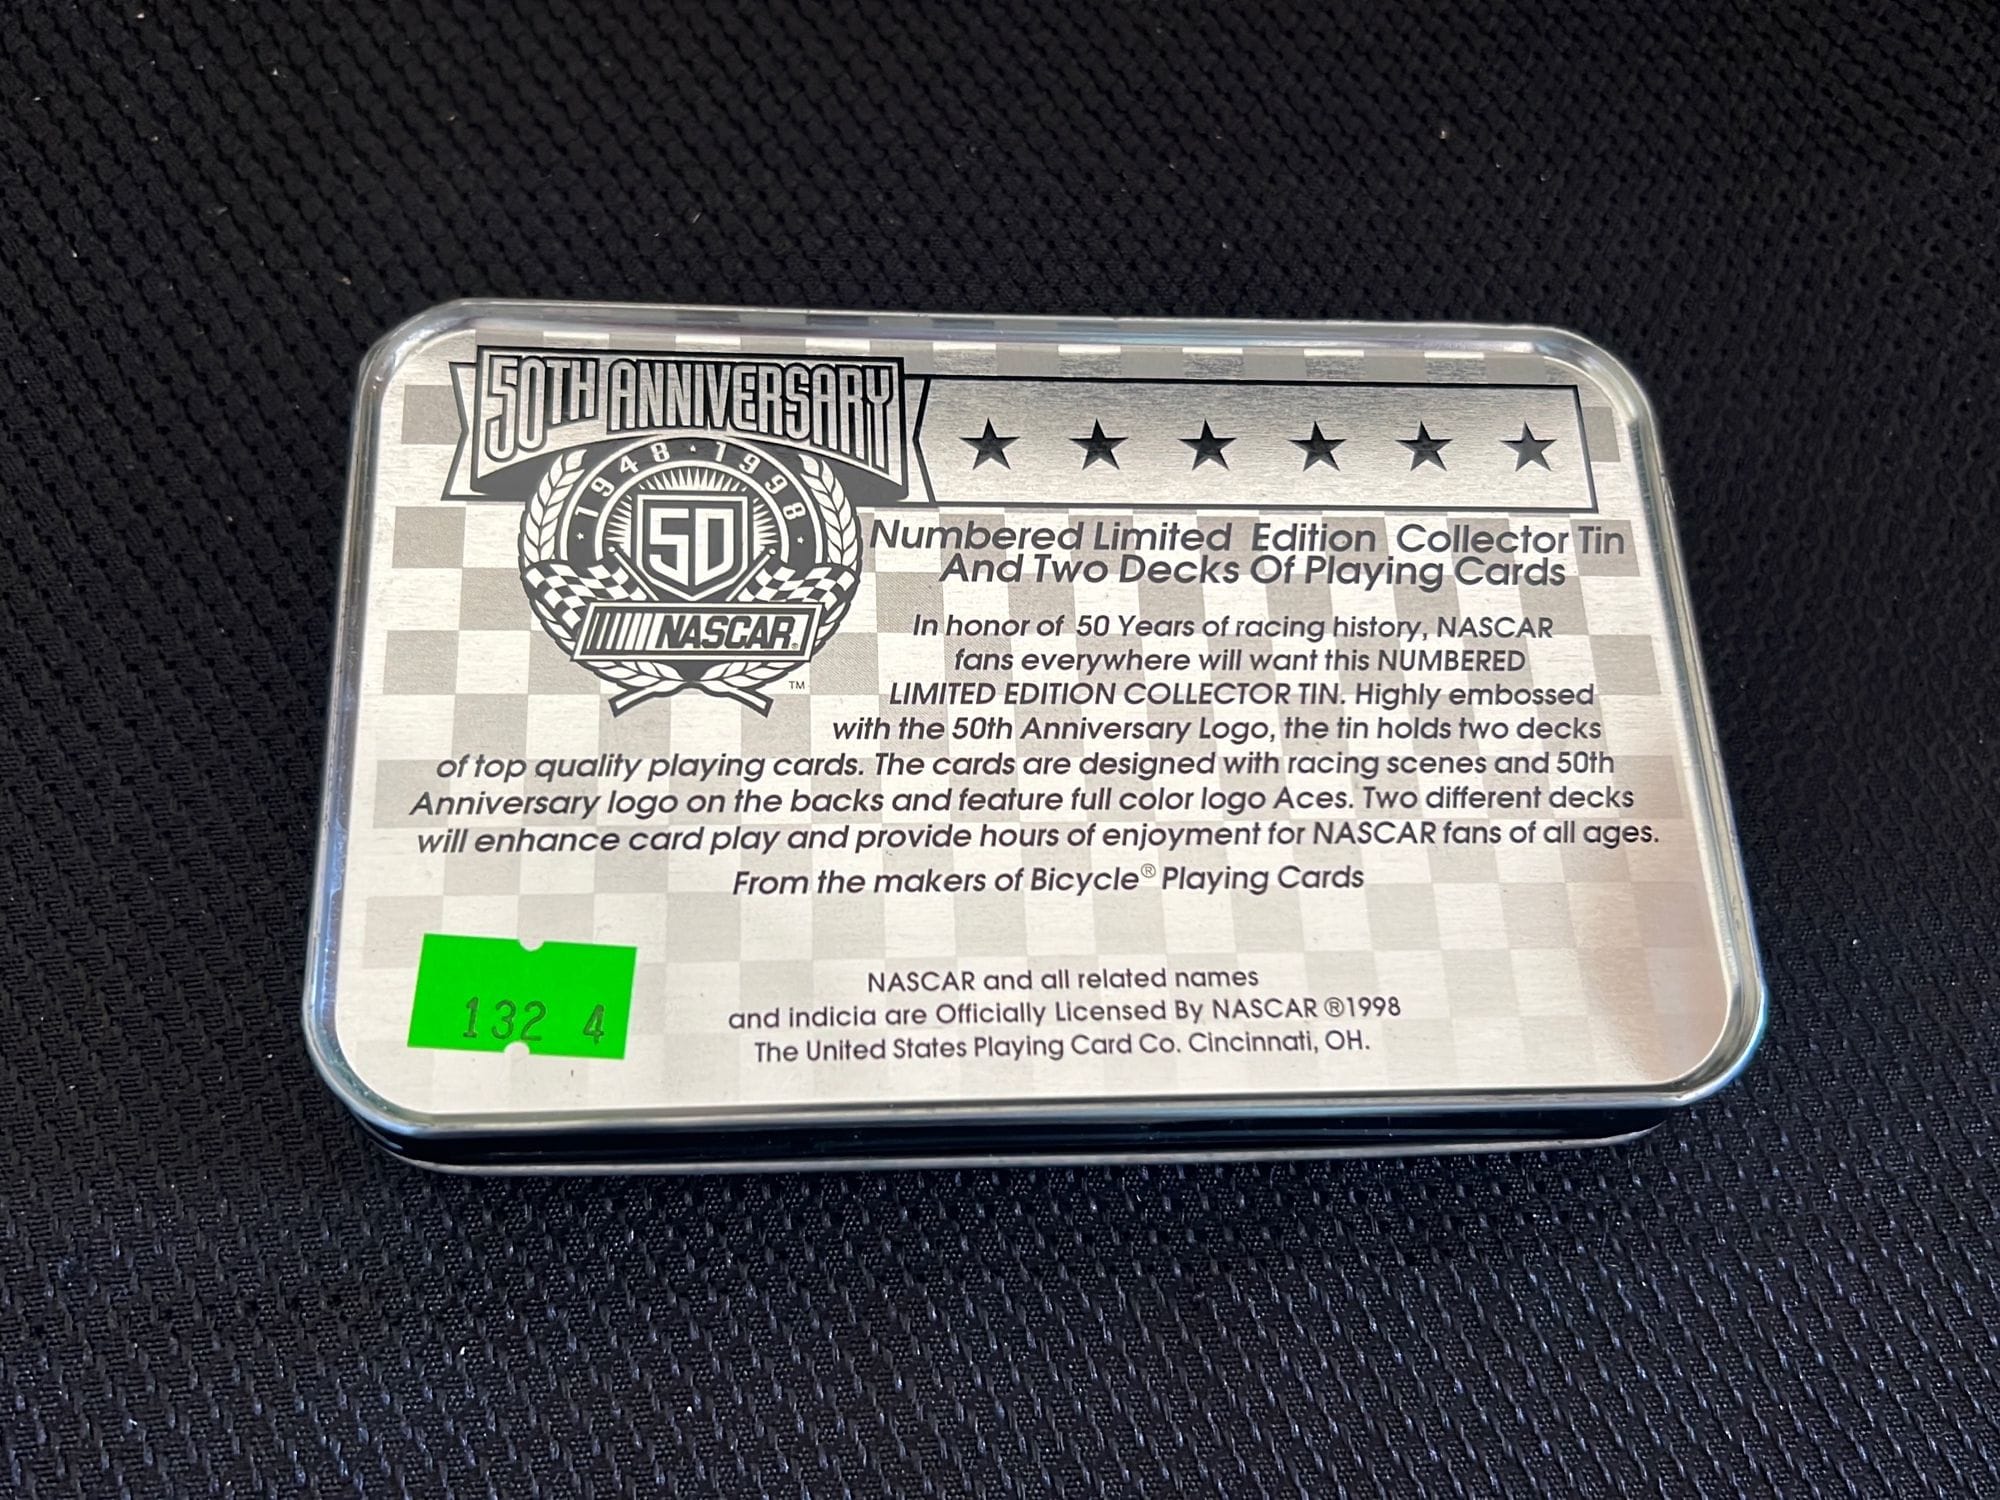 50TH ANNIVERSARY
1948 · 1998
50
NASCAR®
TM
Numbered Limited Edition Collector Tin
And Two Decks Of Playing Cards
In honor of 50 Years of racing history, NASCAR
fans everywhere will want this NUMBERED
LIMITED EDITION COLLECTOR TIN. Highly embossed
with the 50th Anniversary Logo, the tin holds two decks
of top quality playing cards. The cards are designed with racing scenes and 50th
Anniversary logo on the backs and feature full color logo Aces. Two different decks
will enhance card play and provide hours of enjoyment for NASCAR fans of all ages.
From the makers of Bicycle® Playing Cards
132 4
NASCAR and all related names
and indicia are Officially Licensed By NASCAR ®1998
The United States Playing Card Co. Cincinnati, OH.